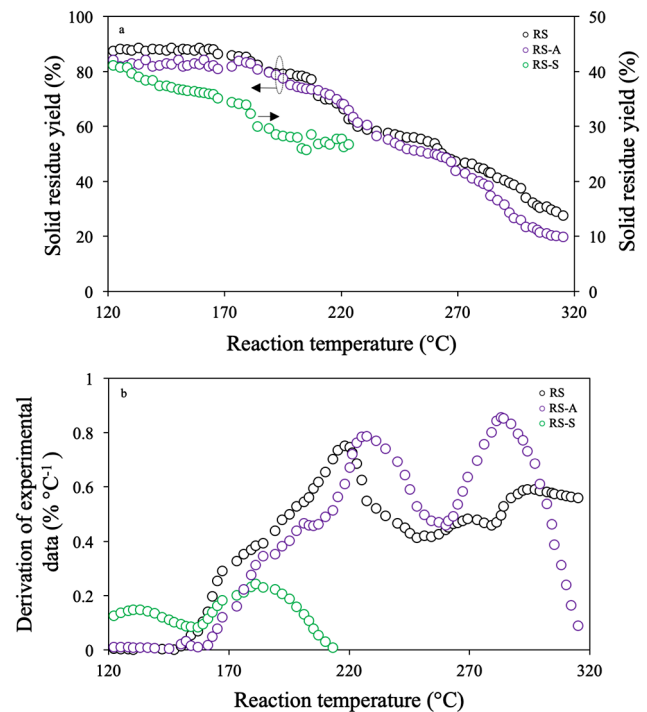 a
RS
RS-A
RS-S
Solid residue yield (%)
100
80
60
40
20
0
50
40
30
20
10
0
Solid residue yield (%)
120 170 220 270 320
Reaction temperature (°C)
b
RS
RS-A
RS-S
Derivation of experimental
data (% °C-1 )
1
0.8
0.6
0.4
0.2
0
120 170 220 270 320
Reaction temperature (°C)